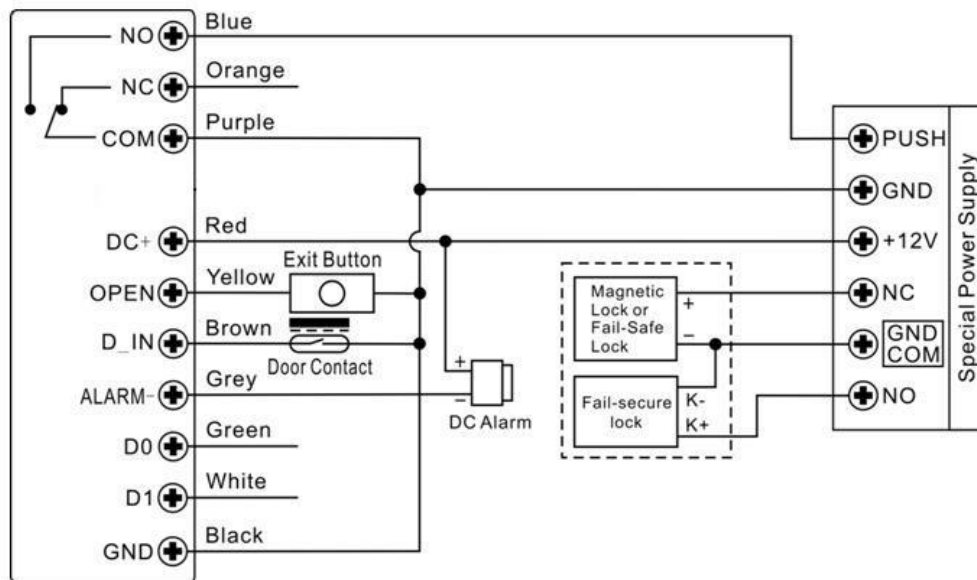 NO
Blue
NC
Orange
COM
Purple
DC+
Red
OPEN
Yellow
Exit Button
D_IN
Brown
Door Contact
ALARM-
Grey
+
-
DC Alarm
D0
Green
D1
White
GND
Black
Magnetic
Lock or
Fail-Safe
Lock
+
-
Fail-secure
lock
K-
K+
PUSH
GND
+12V
NC
GND
COM
NO
Special Power Supply